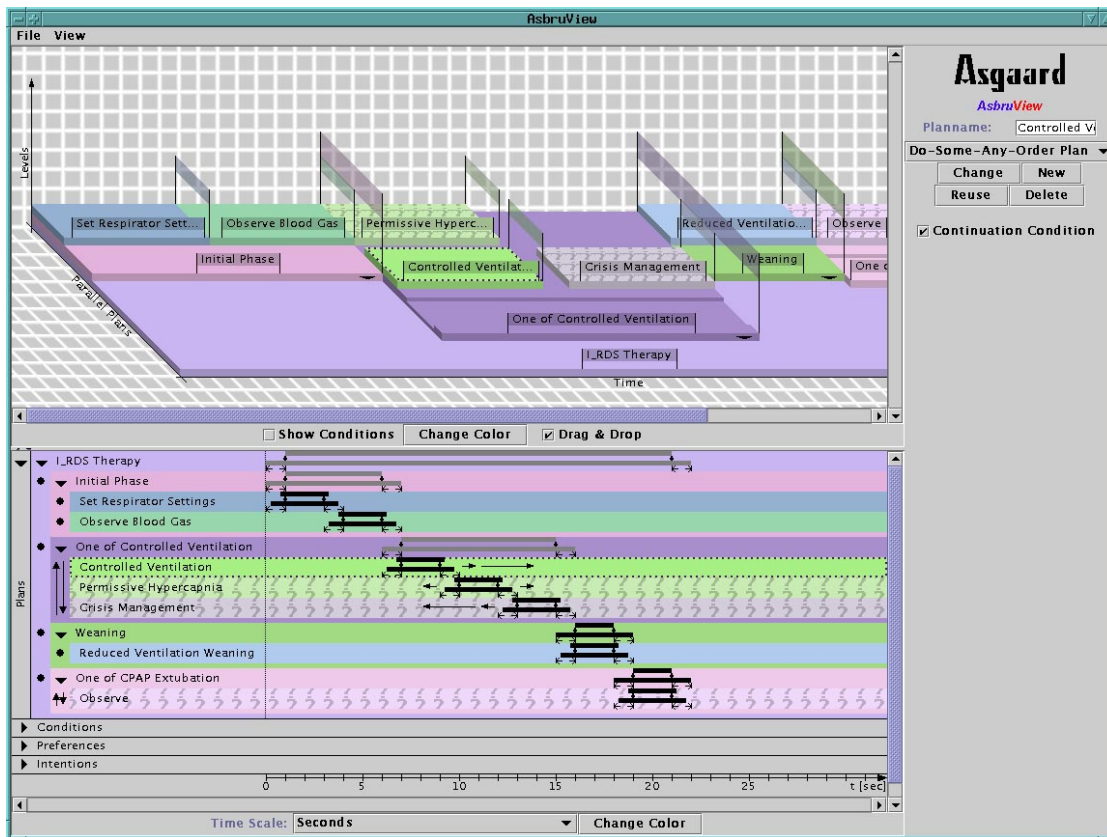 AsbruView
File View
Asgaard
AsbruView
Planname: Controlled V
Do-Some-Any-Order Plan
Change New
Reuse Delete
Continuation Condition
Levels
Set Respirator Sett... Observe Blood Gas Permissive Hyperc... Reduced Ventilatio... Observe
Initial Phase Controlled Ventilat... Crisis Management Weaning One
Parallel Plans
One of Controlled Ventilation
I_RDS Therapy
Time
Show Conditions Change Color Drag & Drop
Plans
I_RDS Therapy
Initial Phase
Set Respirator Settings
Observe Blood Gas
One of Controlled Ventilation
Controlled Ventilation
Permissive Hypercapnia
Crisis Management
Weaning
Reduced Ventilation Weaning
One of CPAP Extubation
Observe
Conditions
Preferences
Intentions
0 5 10 15 20 25 t [sec]
Time Scale: Seconds Change Color